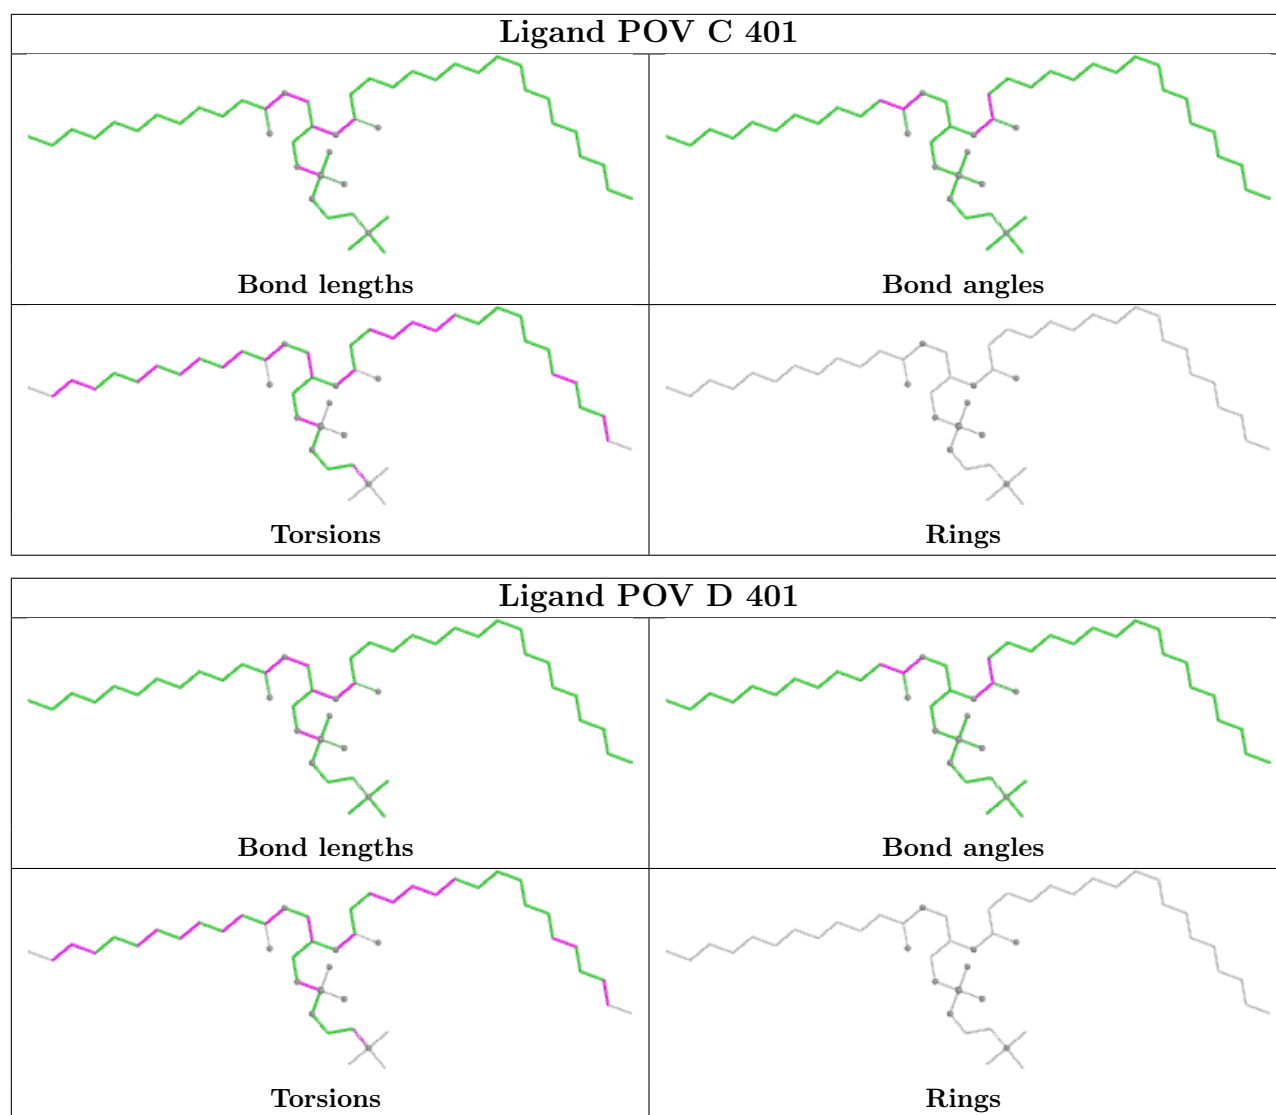 Ligand POV C 401
Bond lengths
Bond angles
Torsions
Rings
Ligand POV D 401
Bond lengths
Bond angles
Torsions
Rings